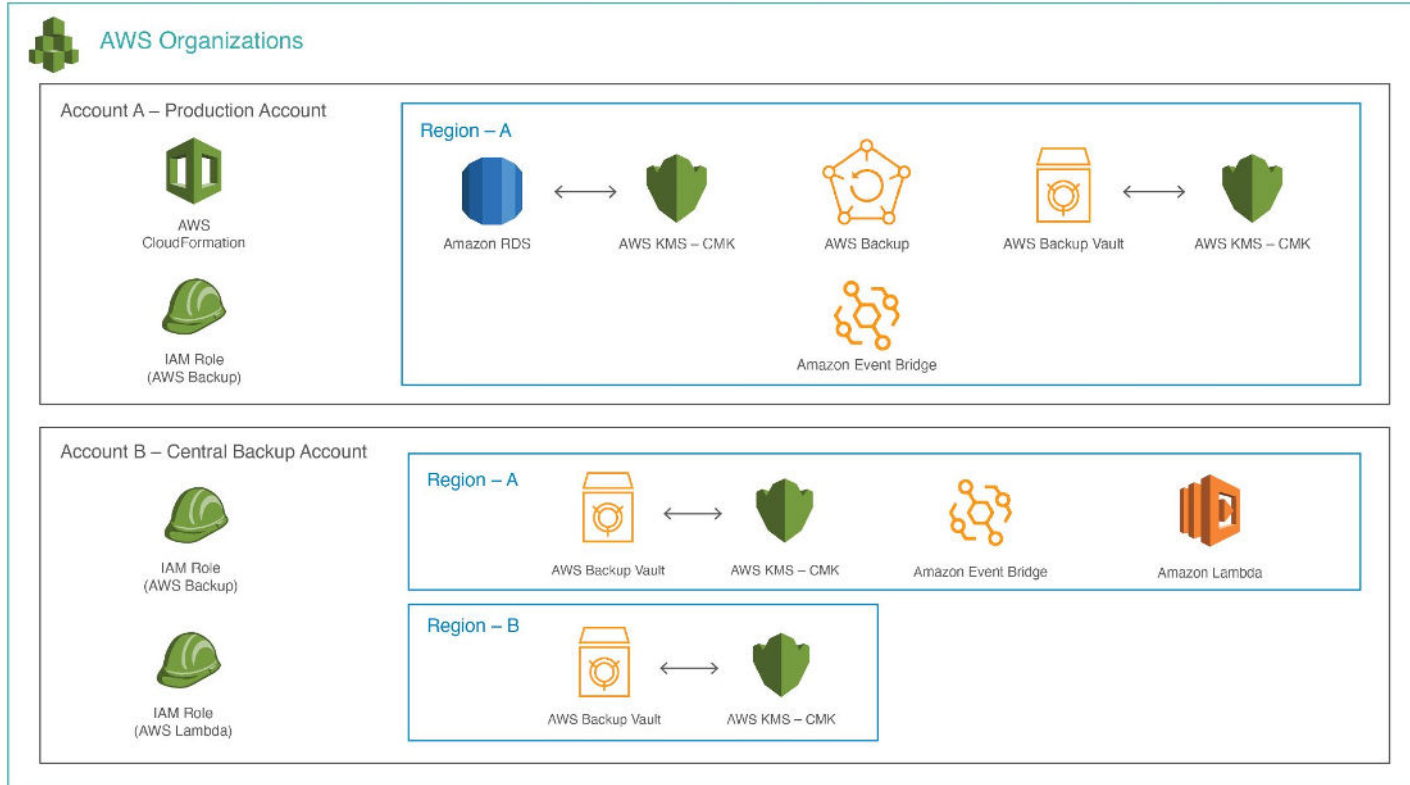 AWS Organizations
Account A – Production Account
Region – A
AWS
CloudFormation
Amazon RDS
AWS KMS – CMK
AWS Backup
AWS Backup Vault
AWS KMS – CMK
IAM Role
(AWS Backup)
Amazon Event Bridge
Account B – Central Backup Account
Region – A
IAM Role
(AWS Backup)
AWS Backup Vault
AWS KMS – CMK
Amazon Event Bridge
Amazon Lambda
Region – B
IAM Role
(AWS Lambda)
AWS Backup Vault
AWS KMS – CMK